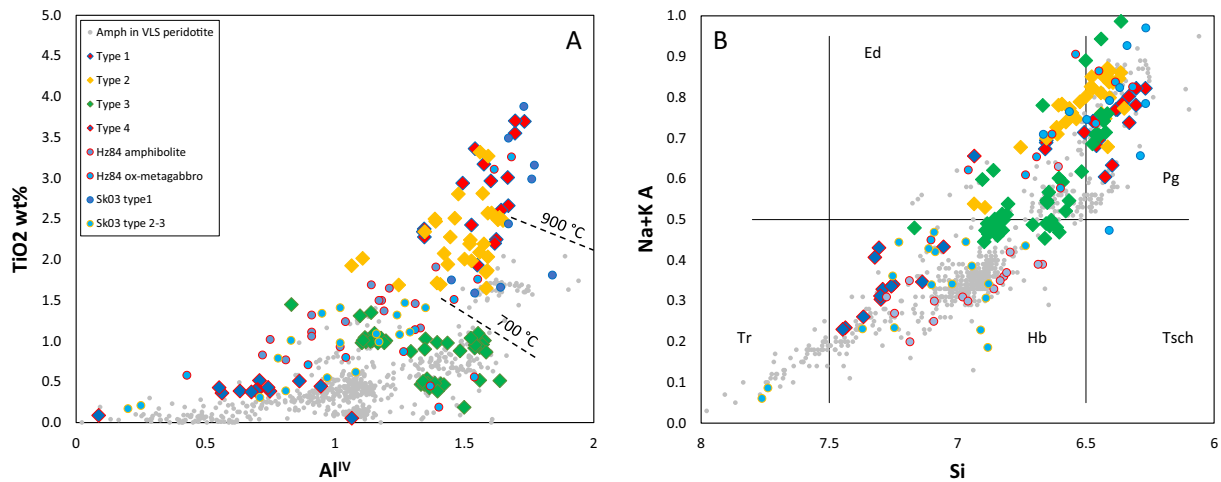 A
TiO2 wt%
5.0
4.5
4.0
3.5
3.0
2.5
2.0
1.5
1.0
0.5
0.0
Amph in VLS peridotite
Type 1
Type 2
Type 3
Type 4
Hz84 amphibolite
Hz84 ox-metagabbro
Sk03 type1
Sk03 type 2-3
900 °C
700 °C
0 0.5 1 1.5 2
Al^IV
B
Na+K A
1.0
0.9
0.8
0.7
0.6
0.5
0.4
0.3
0.2
0.1
0.0
Ed
Pg
Tr Hb Tsch
8 7.5 7 6.5 6
Si